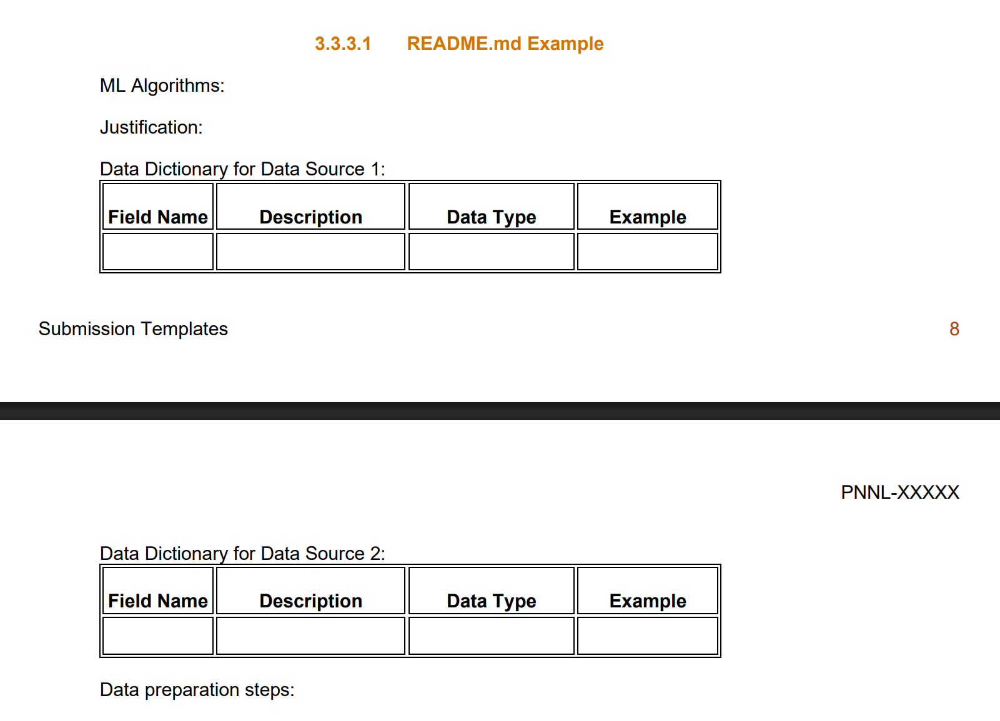 3.3.3.1 README.md Example
ML Algorithms:
Justification:
Data Dictionary for Data Source 1:
Field Name Description Data Type Example
Submission Templates 8
PNNL-XXXXX
Data Dictionary for Data Source 2:
Field Name Description Data Type Example
Data preparation steps: